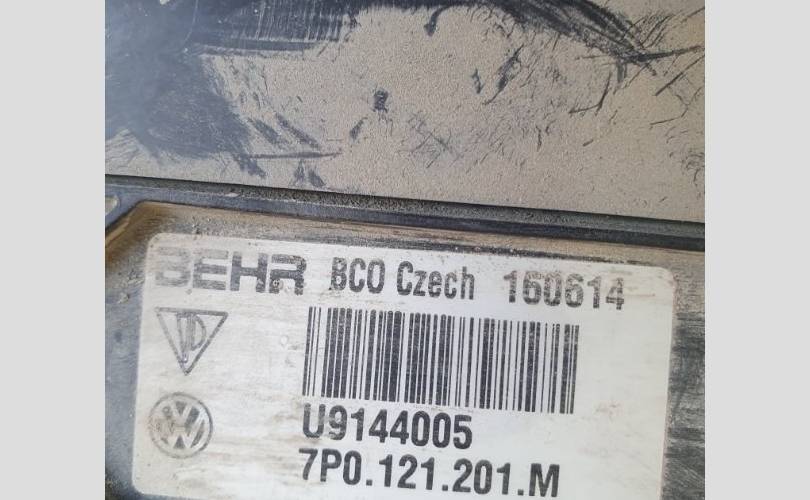 BEHR BCO Czech 160614
U9144005
7P0.121.201.M